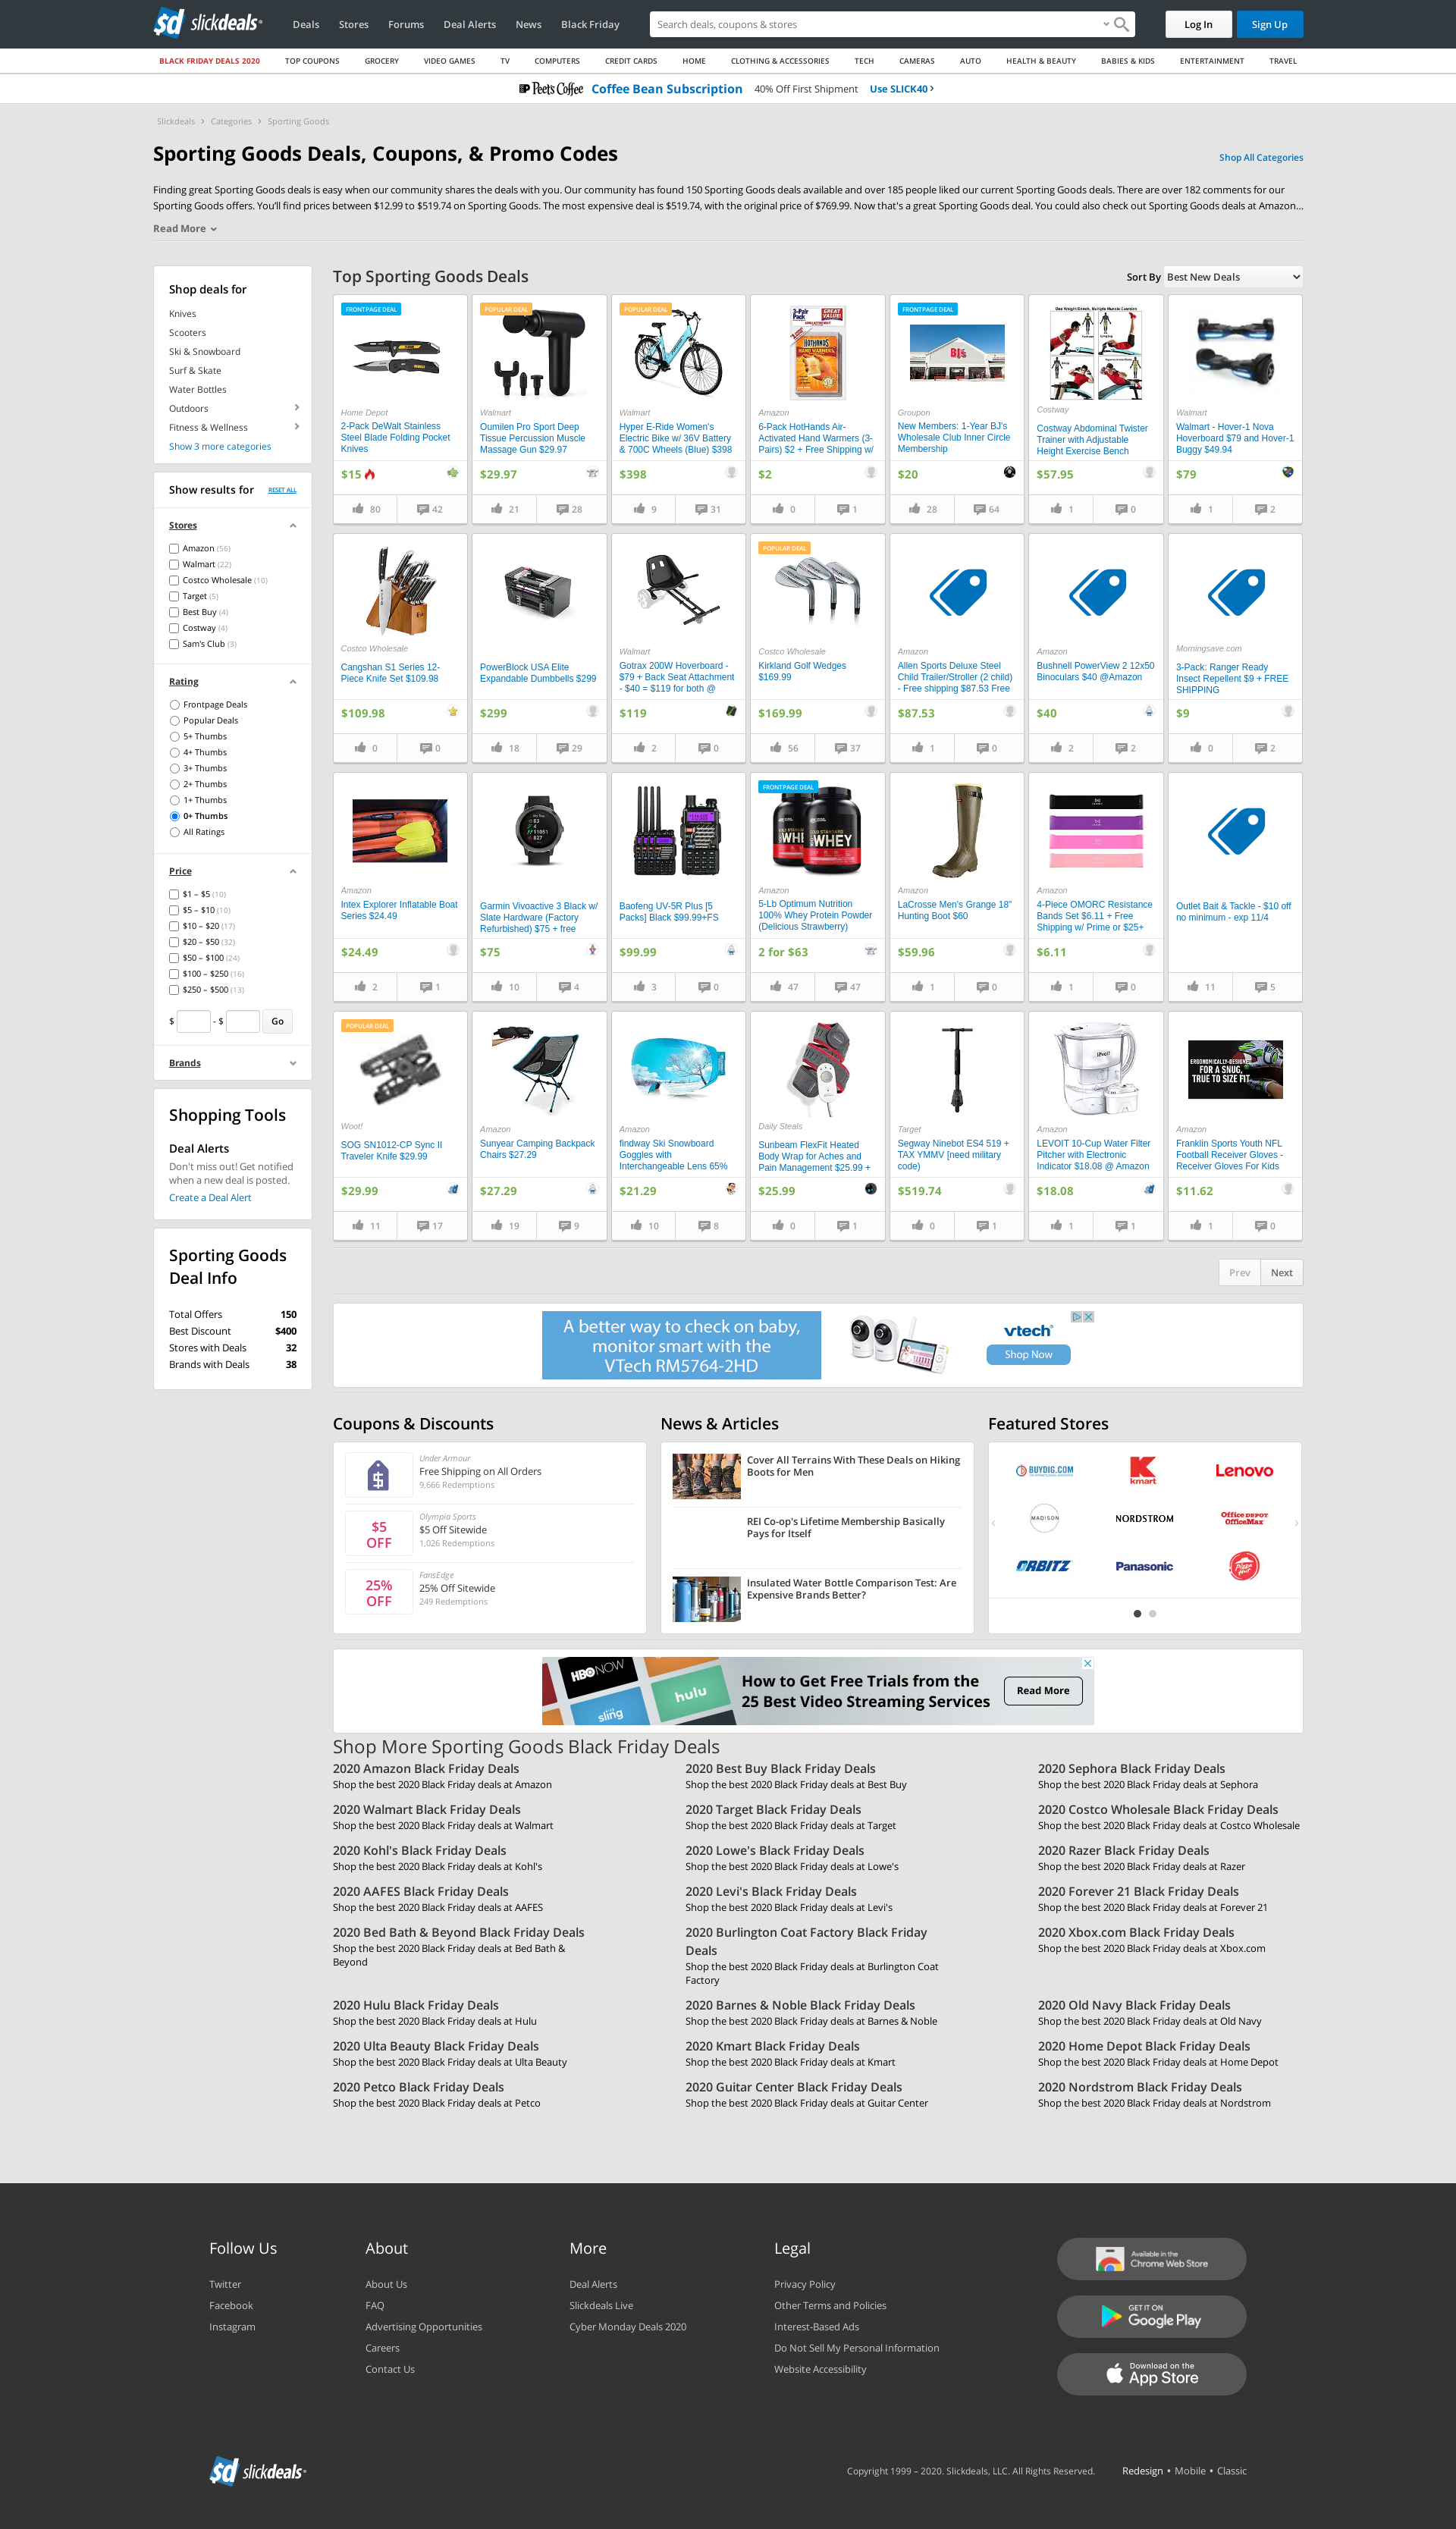 slickdeals
Deals Stores Forums Deal Alerts News Black Friday
Search deals, coupons & stores
Log In Sign Up
BLACK FRIDAY DEALS 2020 TOP COUPONS GROCERY VIDEO GAMES TV COMPUTERS CREDIT CARDS HOME CLOTHING & ACCESSORIES TECH CAMERAS AUTO HEALTH & BEAUTY BABIES & KIDS ENTERTAINMENT TRAVEL
Peet's Coffee Coffee Bean Subscription 40% Off First Shipment Use SLICK40
Slickdeals Categories Sporting Goods
Sporting Goods Deals, Coupons, & Promo Codes
Shop All Categories
Finding great Sporting Goods deals is easy when our community shares the deals with you. Our community has found 150 Sporting Goods deals available and over 185 people liked our current Sporting Goods deals. There are over 182 comments for our
Sporting Goods offers. You'll find prices between $12.99 to $519.74 on Sporting Goods. The most expensive deal is $519.74, with the original price of $769.99. Now that's a great Sporting Goods deal. You could also check out Sporting Goods deals at Amazon...
Read More
Shop deals for
Knives
Scooters
Ski & Snowboard
Surf & Skate
Water Bottles
Outdoors
Fitness & Wellness
Show 3 more categories
Show results for RESET ALL
Stores
Amazon (56)
Walmart (22)
Costco Wholesale (10)
Target (5)
Best Buy (4)
Costway (4)
Sam's Club (3)
Rating
Frontpage Deals
Popular Deals
5+ Thumbs
4+ Thumbs
3+ Thumbs
2+ Thumbs
1+ Thumbs
0+ Thumbs
All Ratings
Price
$1 – $5 (10)
$5 – $10 (10)
$10 – $20 (17)
$20 – $50 (32)
$50 – $100 (24)
$100 – $250 (16)
$250 – $500 (13)
$ - $ Go
Brands
Shopping Tools
Deal Alerts
Don't miss out! Get notified
when a new deal is posted.
Create a Deal Alert
Sporting Goods
Deal Info
Total Offers 150
Best Discount $400
Stores with Deals 32
Brands with Deals 38
Top Sporting Goods Deals
Sort By Best New Deals
FRONTPAGE DEAL
Home Depot
2-Pack DeWalt Stainless
Steel Blade Folding Pocket
Knives
$15
80 42
POPULAR DEAL
Walmart
Oumilen Pro Sport Deep
Tissue Percussion Muscle
Massage Gun $29.97
$29.97
21 28
POPULAR DEAL
Walmart
Hyper E-Ride Women's
Electric Bike w/ 36V Battery
& 700C Wheels (Blue) $398
$398
9 31
3-Pair Pack GREAT VALUE!
HOTHANDS
HAND WARMERS
Amazon
6-Pack HotHands Air-
Activated Hand Warmers (3-
Pairs) $2 + Free Shipping w/
$2
0 1
FRONTPAGE DEAL
BJs
Groupon
New Members: 1-Year BJ's
Wholesale Club Inner Circle
Membership
$20
28 64
Costway
Costway Abdominal Twister
Trainer with Adjustable
Height Exercise Bench
$57.95
1 0
Walmart
Walmart - Hover-1 Nova
Hoverboard $79 and Hover-1
Buggy $49.94
$79
1 2
Costco Wholesale
Cangshan S1 Series 12-
Piece Knife Set $109.98
$109.98
0 0
PowerBlock USA Elite
Expandable Dumbbells $299
$299
18 29
Walmart
Gotrax 200W Hoverboard -
$79 + Back Seat Attachment
- $40 = $119 for both @
$119
2 0
POPULAR DEAL
Costco Wholesale
Kirkland Golf Wedges
$169.99
$169.99
56 37
Amazon
Allen Sports Deluxe Steel
Child Trailer/Stroller (2 child)
- Free shipping $87.53 Free
$87.53
1 0
Amazon
Bushnell PowerView 2 12x50
Binoculars $40 @Amazon
$40
2 2
Morningsave.com
3-Pack: Ranger Ready
Insect Repellent $9 + FREE
SHIPPING
$9
0 2
Amazon
Intex Explorer Inflatable Boat
Series $24.49
$24.49
2 1
Garmin Vivoactive 3 Black w/
Slate Hardware (Factory
Refurbished) $75 + free
$75
10 4
Baofeng UV-5R Plus [5
Packs] Black $99.99+FS
$99.99
3 0
FRONTPAGE DEAL
WHEY
Amazon
5-Lb Optimum Nutrition
100% Whey Protein Powder
(Delicious Strawberry)
2 for $63
47 47
Amazon
LaCrosse Men's Grange 18"
Hunting Boot $60
$59.96
1 0
Amazon
4-Piece OMORC Resistance
Bands Set $6.11 + Free
Shipping w/ Prime or $25+
$6.11
1 0
Outlet Bait & Tackle - $10 off
no minimum - exp 11/4
11 5
POPULAR DEAL
Woot!
SOG SN1012-CP Sync II
Traveler Knife $29.99
$29.99
11 17
Amazon
Sunyear Camping Backpack
Chairs $27.29
$27.29
19 9
Amazon
findway Ski Snowboard
Goggles with
Interchangeable Lens 65%
$21.29
10 8
Daily Steals
Sunbeam FlexFit Heated
Body Wrap for Aches and
Pain Management $25.99 +
$25.99
0 1
Target
Segway Ninebot ES4 519 +
TAX YMMV [need military
code)
$519.74
0 1
levoit
Amazon
LEVOIT 10-Cup Water Filter
Pitcher with Electronic
Indicator $18.08 @ Amazon
$18.08
1 1
ERGONOMICALLY-DESIGNED
FOR A SNUG,
TRUE TO SIZE FIT
Amazon
Franklin Sports Youth NFL
Football Receiver Gloves -
Receiver Gloves For Kids
$11.62
1 0
Prev Next
A better way to check on baby,
monitor smart with the
VTech RM5764-2HD
vtech
Shop Now
Coupons & Discounts
Under Armour
Free Shipping on All Orders
9,666 Redemptions
$5
OFF
Olympia Sports
$5 Off Sitewide
1,026 Redemptions
25%
OFF
FansEdge
25% Off Sitewide
249 Redemptions
News & Articles
Cover All Terrains With These Deals on Hiking
Boots for Men
REI Co-op's Lifetime Membership Basically
Pays for Itself
Insulated Water Bottle Comparison Test: Are
Expensive Brands Better?
Featured Stores
BUYDIG.COM kmart Lenovo
MADISON NORDSTROM Office DEPOT OfficeMax
ORBITZ Panasonic Pizza Hut
HBO NOW
hulu
sling
How to Get Free Trials from the
25 Best Video Streaming Services
Read More
Shop More Sporting Goods Black Friday Deals
2020 Amazon Black Friday Deals
Shop the best 2020 Black Friday deals at Amazon
2020 Best Buy Black Friday Deals
Shop the best 2020 Black Friday deals at Best Buy
2020 Sephora Black Friday Deals
Shop the best 2020 Black Friday deals at Sephora
2020 Walmart Black Friday Deals
Shop the best 2020 Black Friday deals at Walmart
2020 Target Black Friday Deals
Shop the best 2020 Black Friday deals at Target
2020 Costco Wholesale Black Friday Deals
Shop the best 2020 Black Friday deals at Costco Wholesale
2020 Kohl's Black Friday Deals
Shop the best 2020 Black Friday deals at Kohl's
2020 Lowe's Black Friday Deals
Shop the best 2020 Black Friday deals at Lowe's
2020 Razer Black Friday Deals
Shop the best 2020 Black Friday deals at Razer
2020 AAFES Black Friday Deals
Shop the best 2020 Black Friday deals at AAFES
2020 Levi's Black Friday Deals
Shop the best 2020 Black Friday deals at Levi's
2020 Forever 21 Black Friday Deals
Shop the best 2020 Black Friday deals at Forever 21
2020 Bed Bath & Beyond Black Friday Deals
Shop the best 2020 Black Friday deals at Bed Bath &
Beyond
2020 Burlington Coat Factory Black Friday
Deals
Shop the best 2020 Black Friday deals at Burlington Coat
Factory
2020 Xbox.com Black Friday Deals
Shop the best 2020 Black Friday deals at Xbox.com
2020 Hulu Black Friday Deals
Shop the best 2020 Black Friday deals at Hulu
2020 Barnes & Noble Black Friday Deals
Shop the best 2020 Black Friday deals at Barnes & Noble
2020 Old Navy Black Friday Deals
Shop the best 2020 Black Friday deals at Old Navy
2020 Ulta Beauty Black Friday Deals
Shop the best 2020 Black Friday deals at Ulta Beauty
2020 Kmart Black Friday Deals
Shop the best 2020 Black Friday deals at Kmart
2020 Home Depot Black Friday Deals
Shop the best 2020 Black Friday deals at Home Depot
2020 Petco Black Friday Deals
Shop the best 2020 Black Friday deals at Petco
2020 Guitar Center Black Friday Deals
Shop the best 2020 Black Friday deals at Guitar Center
2020 Nordstrom Black Friday Deals
Shop the best 2020 Black Friday deals at Nordstrom
Follow Us
Twitter
Facebook
Instagram
About
About Us
FAQ
Advertising Opportunities
Careers
Contact Us
More
Deal Alerts
Slickdeals Live
Cyber Monday Deals 2020
Legal
Privacy Policy
Other Terms and Policies
Interest-Based Ads
Do Not Sell My Personal Information
Website Accessibility
Available in the
Chrome Web Store
GET IT ON
Google Play
Download on the
App Store
slickdeals
Copyright 1999 – 2020. Slickdeals, LLC. All Rights Reserved. Redesign • Mobile • Classic